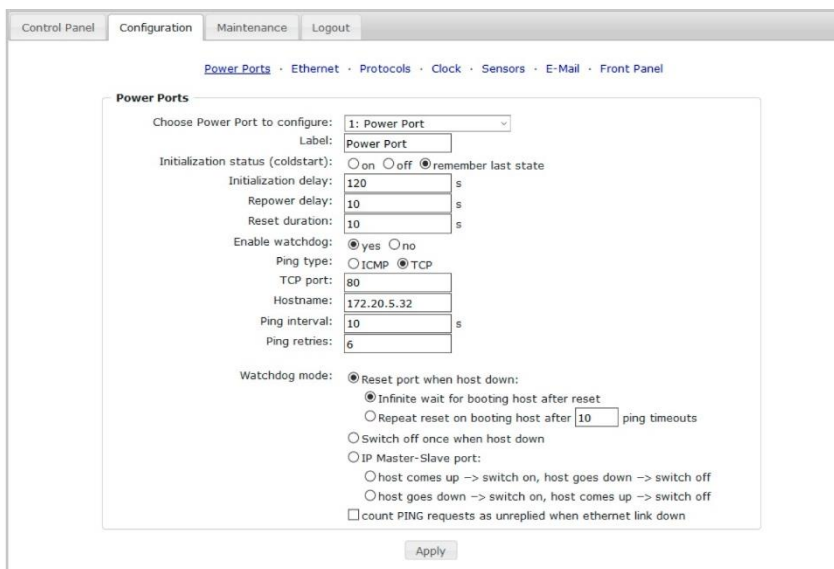 Control Panel Configuration Maintenance Logout
Power Ports · Ethernet · Protocols · Clock · Sensors · E-Mail · Front Panel
Power Ports
Choose Power Port to configure: 1: Power Port
Label: Power Port
Initialization status (coldstart): on off remember last state
Initialization delay: 120 s
Repower delay: 10 s
Reset duration: 10 s
Enable watchdog: yes no
Ping type: ICMP TCP
TCP port: 80
Hostname: 172.20.5.32
Ping interval: 10 s
Ping retries: 6
Watchdog mode: Reset port when host down:
Infinite wait for booting host after reset
Repeat reset on booting host after 10 ping timeouts
Switch off once when host down
IP Master-Slave port:
host comes up -> switch on, host goes down -> switch off
host goes down -> switch on, host comes up -> switch off
count PING requests as unreplied when ethernet link down
Apply